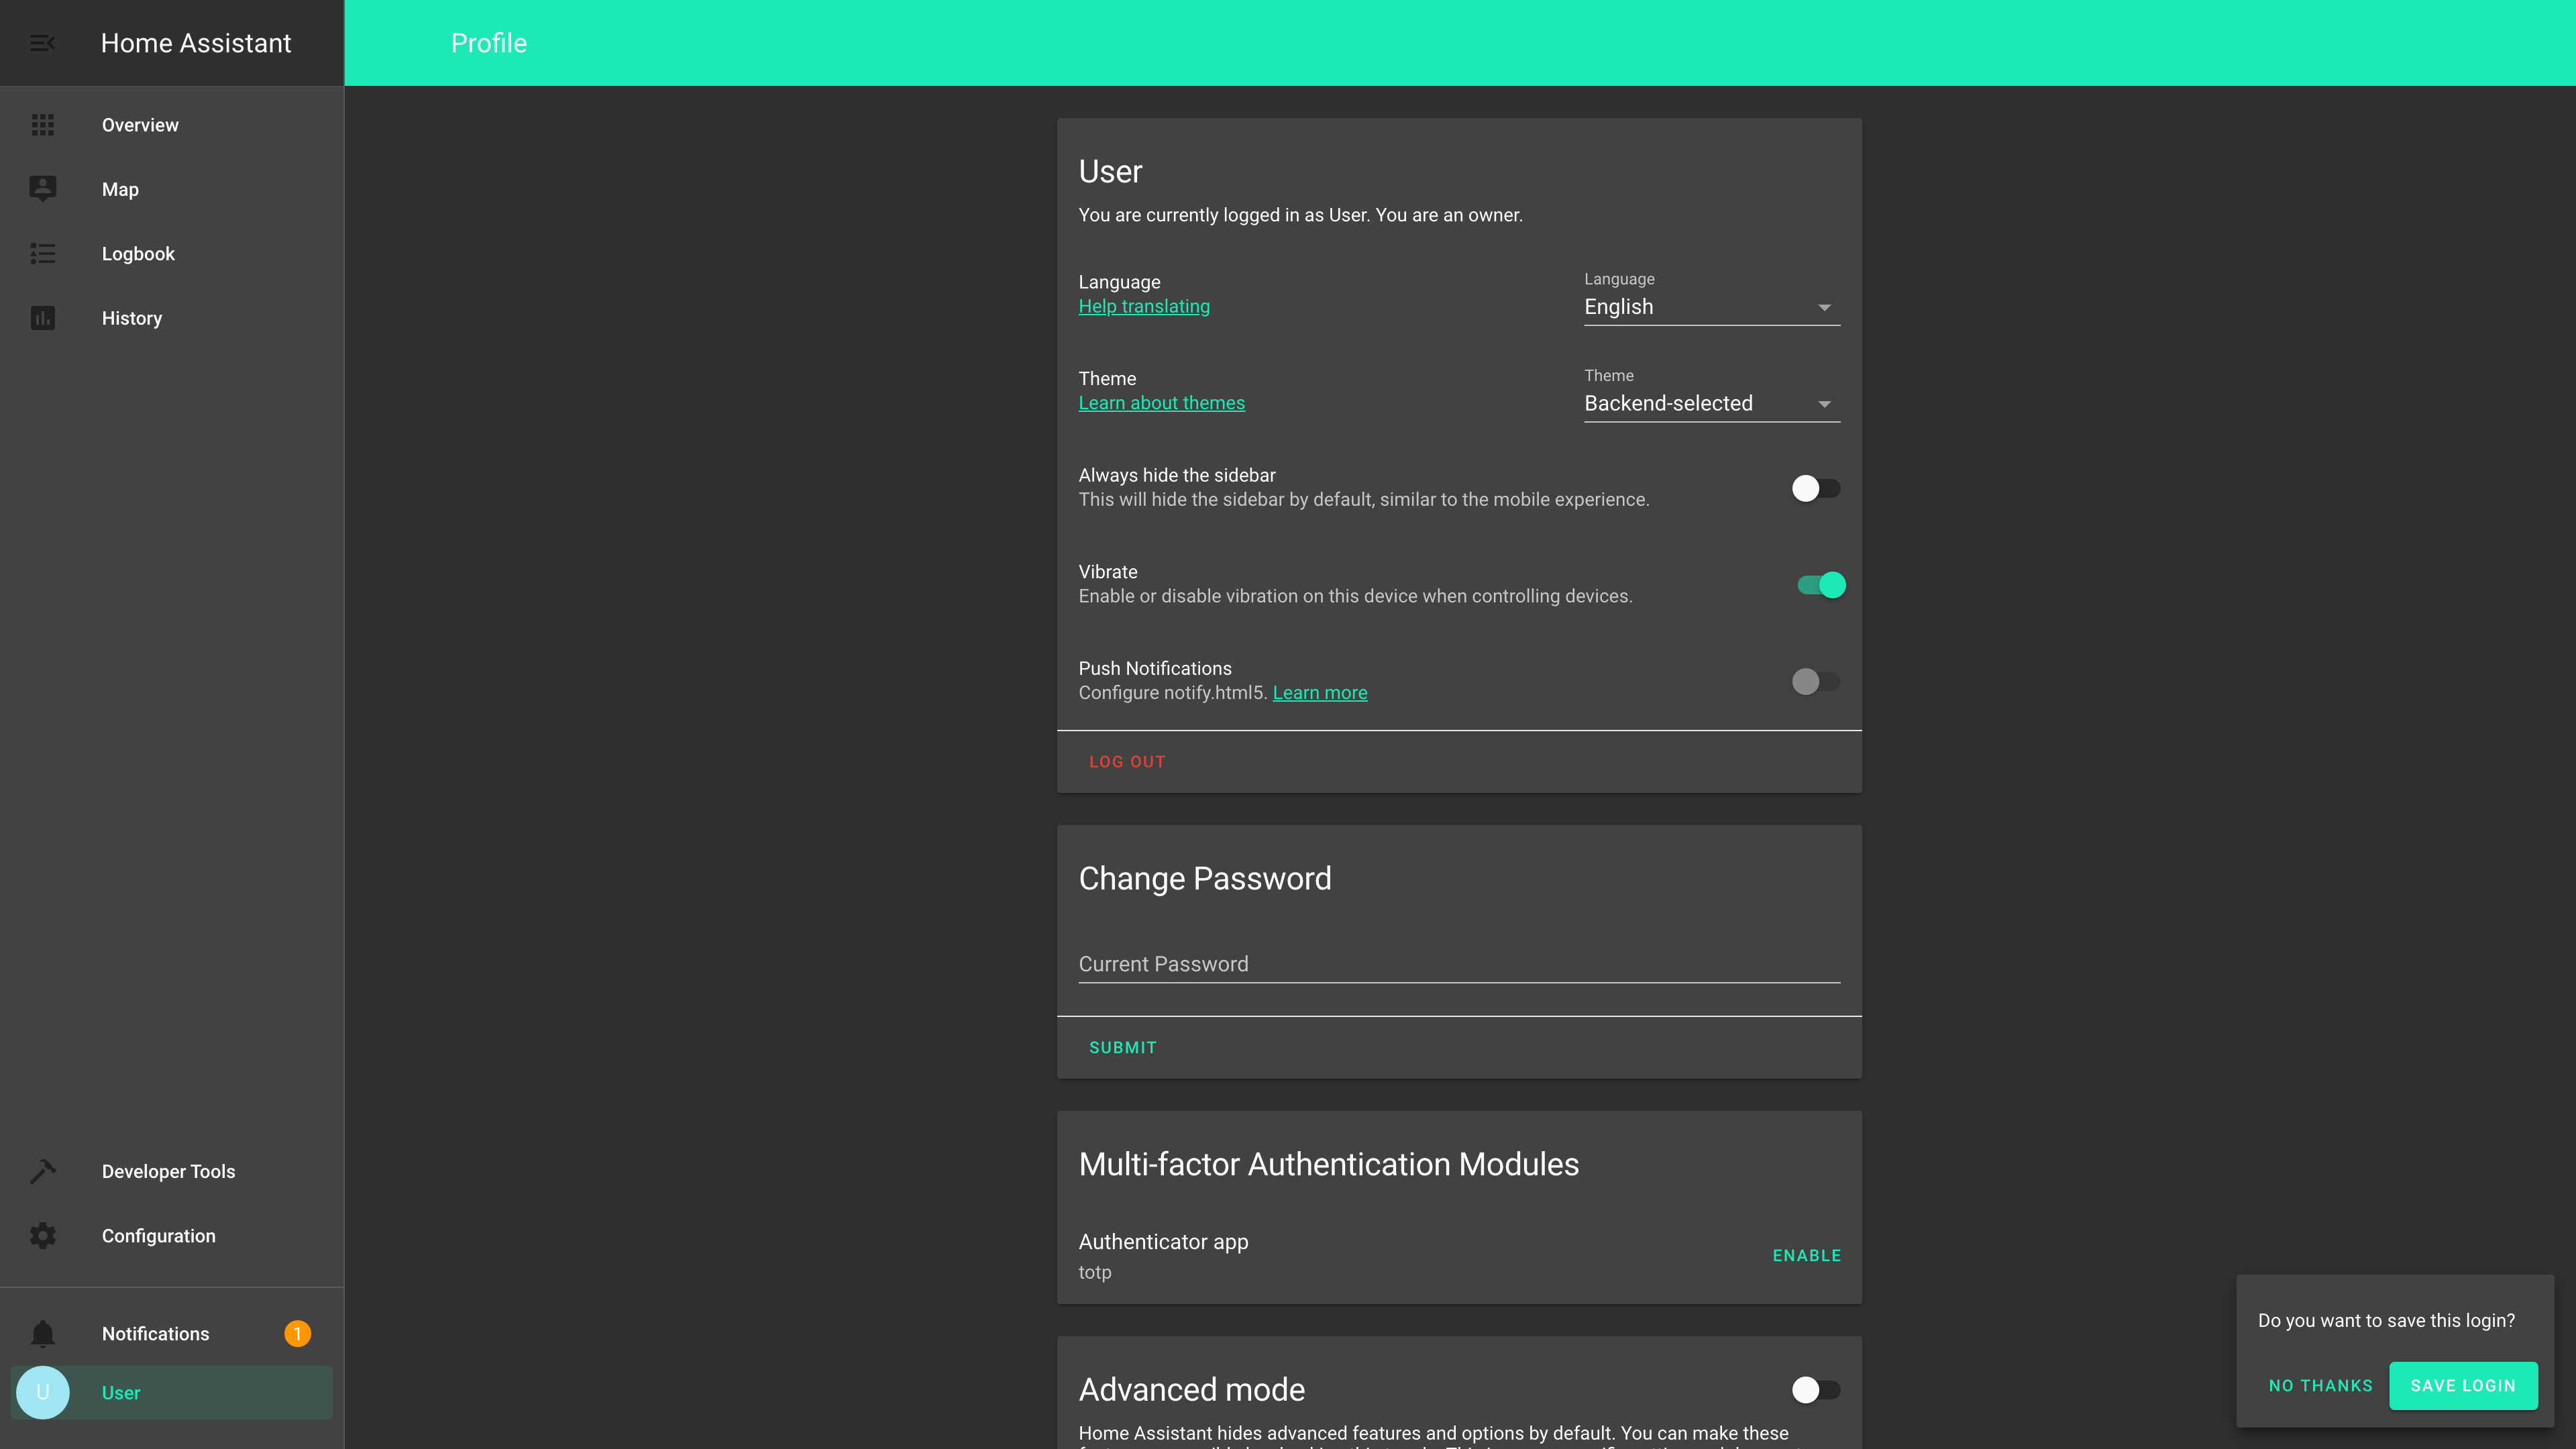 Home Assistant
Profile
Overview
Map
Logbook
History
Developer Tools
Configuration
Notifications
1
U
User
User
You are currently logged in as User. You are an owner.
Language
Help translating
Language
English
Theme
Learn about themes
Theme
Backend-selected
Always hide the sidebar
This will hide the sidebar by default, similar to the mobile experience.
Vibrate
Enable or disable vibration on this device when controlling devices.
Push Notifications
Configure notify.html5. Learn more
LOG OUT
Change Password
Current Password
SUBMIT
Multi-factor Authentication Modules
Authenticator app
totp
ENABLE
Advanced mode
Home Assistant hides advanced features and options by default. You can make these
Do you want to save this login?
NO THANKS
SAVE LOGIN